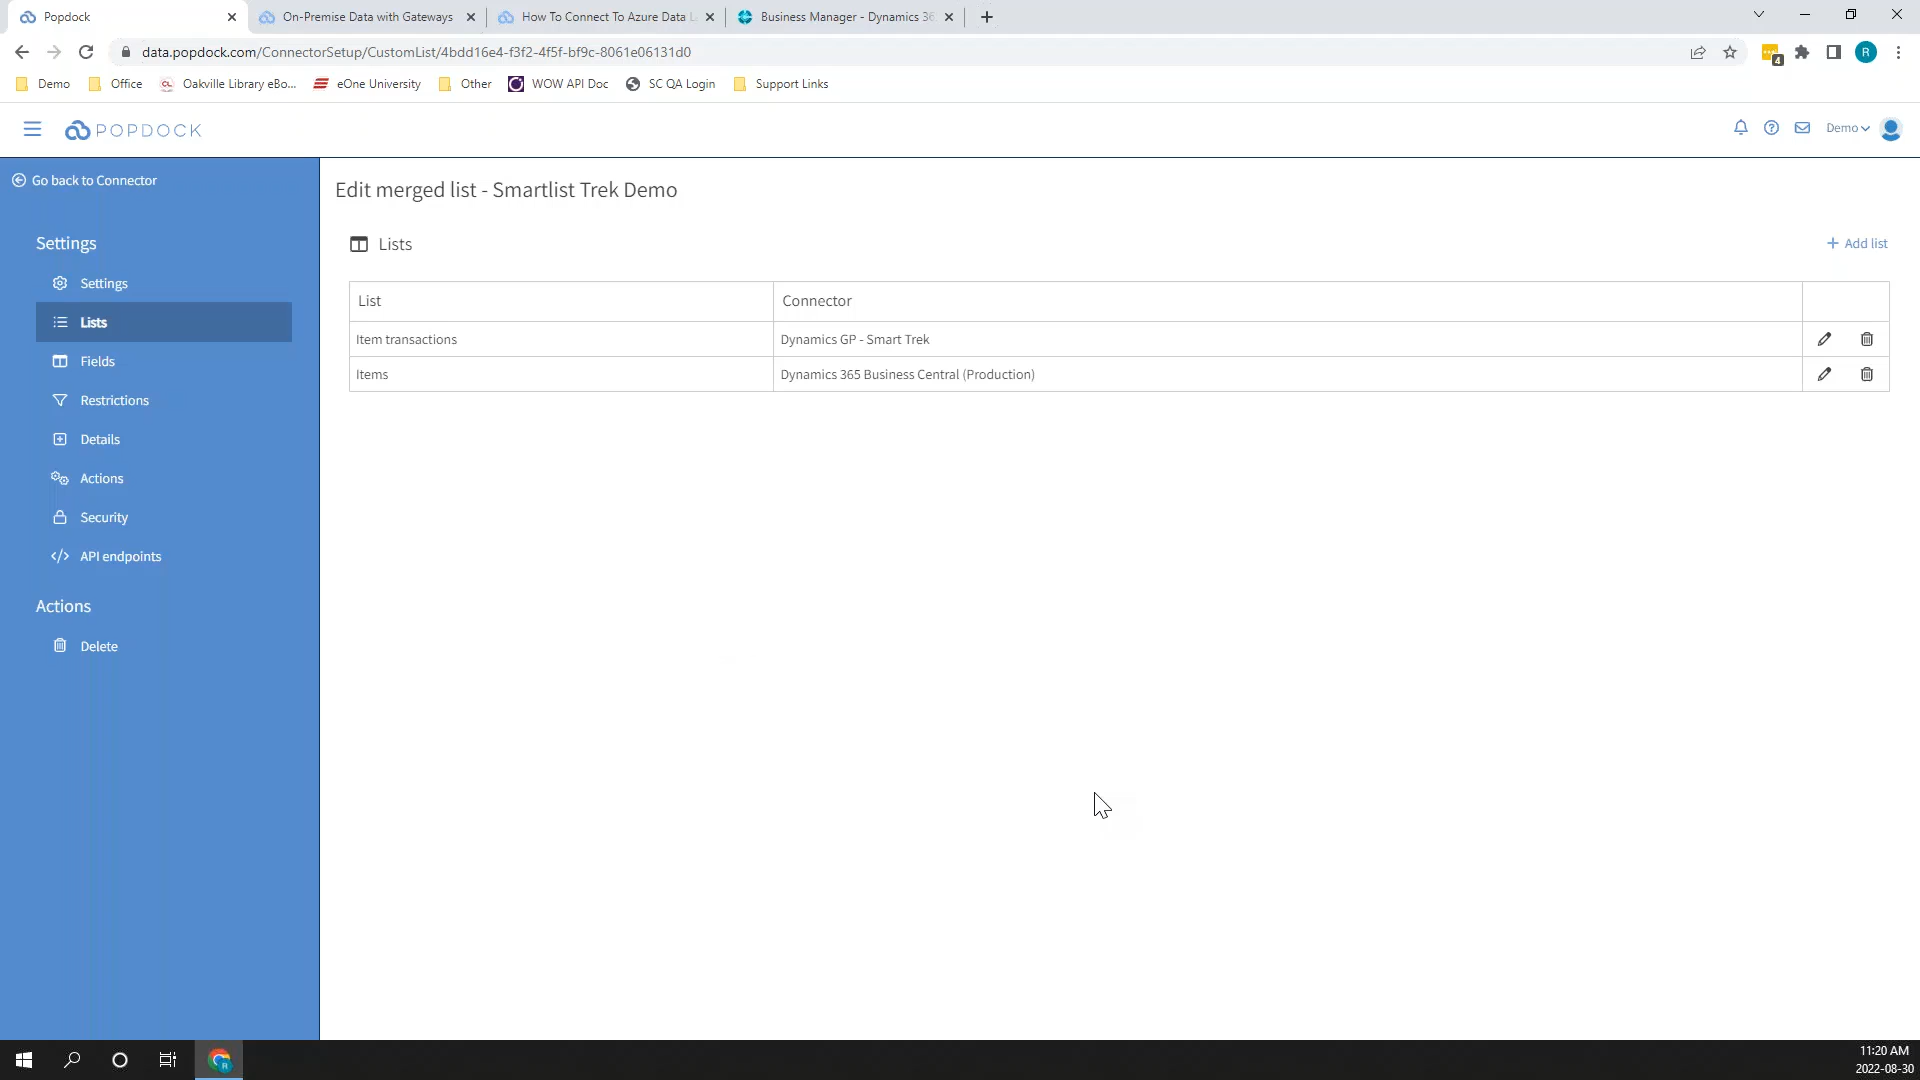 Popdock
On-Premise Data with Gateways
How To Connect To Azure Data L
Business Manager - Dynamics 36
data.popdock.com/ConnectorSetup/CustomList/4bdd16e4-f3f2-4f5f-bf9c-8061e06131d0
4
R
Demo
Office
CL
Oakville Library eBo...
eOne University
Other
WOW API Doc
SC QA Login
Support Links
POPDOCK
Demo
Go back to Connector
Edit merged list - Smartlist Trek Demo
Settings
Lists
+ Add list
Settings
List
Connector
Lists
Item transactions
Dynamics GP - Smart Trek
Fields
Items
Dynamics 365 Business Central (Production)
Restrictions
Details
Actions
Security
</> API endpoints
Actions
Delete
R
11:20 AM
2022-08-30